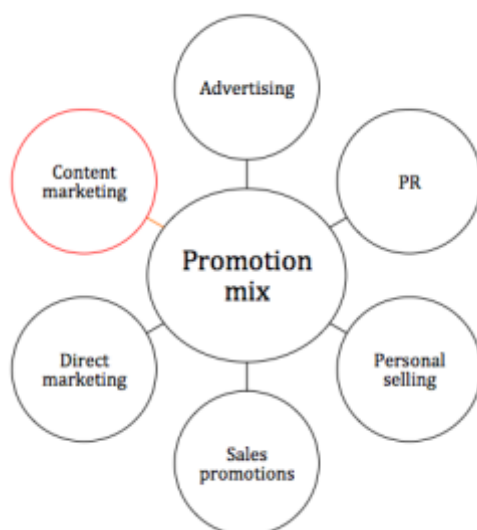 Advertising
Content
marketing
PR
Promotion
mix
Direct
marketing
Personal
selling
Sales
promotions